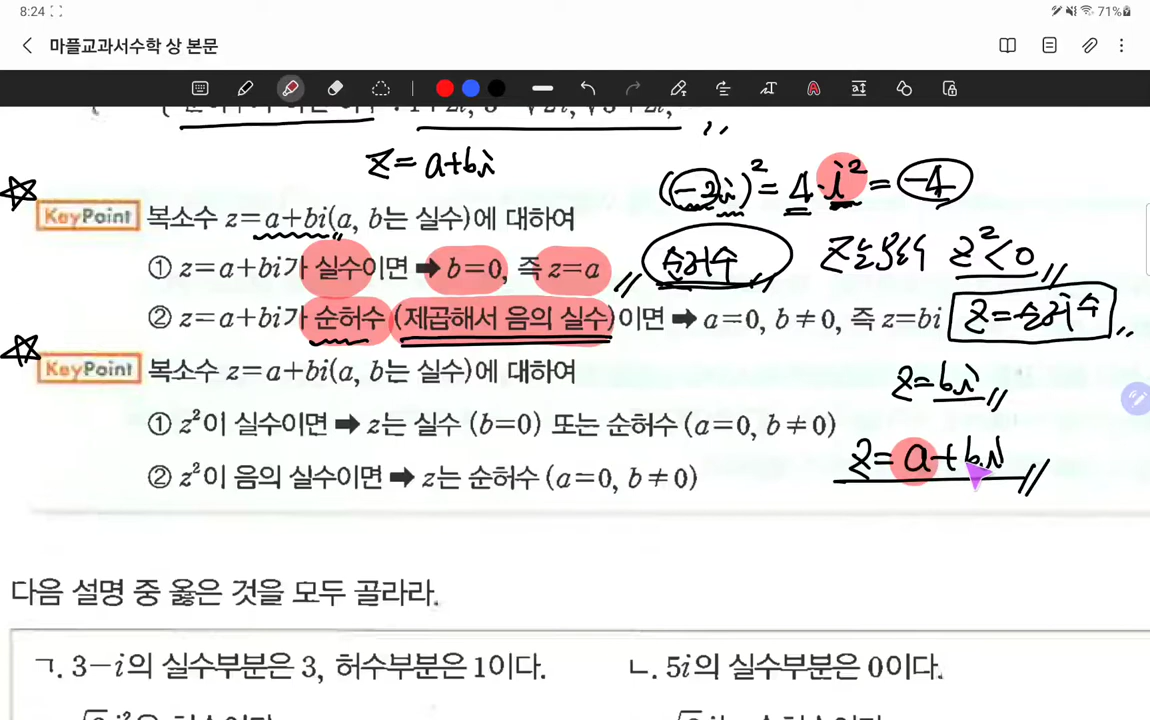 8:24 71%
마플교과서수학 상 본문
z=a+bi
(-2i)²=4·i²=-4
KeyPoint 복소수 z=a+bi(a, b는 실수)에 대하여
순허수 z²<0
① z=a+bi가 실수이면 ➡ b=0, 즉 z=a
② z=a+bi가 순허수 (제곱해서 음의 실수)이면 ➡ a=0, b≠0, 즉 z=bi
z=순허수
KeyPoint 복소수 z=a+bi(a, b는 실수)에 대하여
z=bi
① z²이 실수이면 ➡ z는 실수 (b=0) 또는 순허수 (a=0, b≠0)
z=a+bi
② z²이 음의 실수이면 ➡ z는 순허수 (a=0, b≠0)
다음 설명 중 옳은 것을 모두 골라라.
ㄱ. 3-i의 실수부분은 3, 허수부분은 1이다.
ㄴ. 5i의 실수부분은 0이다.